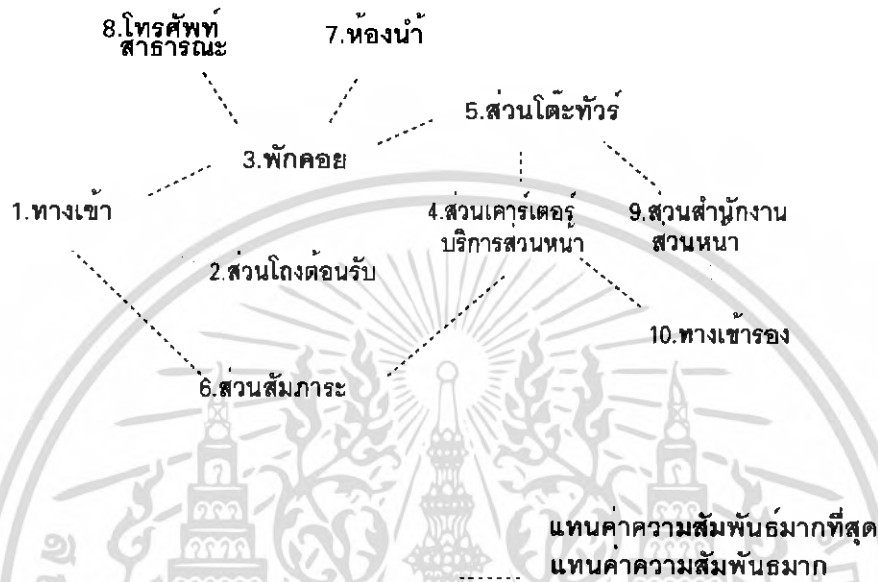 8.โทรศัพท์
สาธารณะ
7.ห้องน้ำ
5.ส่วนโต๊ะทัวร์
3.พักคอย
1.ทางเข้า
4.ส่วนเคาร์เตอร์
บริการส่วนหน้า
9.ส่วนสำนักงาน
ส่วนหน้า
2.ส่วนโถงต้อนรับ
10.ทางเข้ารอง
6.ส่วนสัมภาระ
แทนค่าความสัมพันธ์มากที่สุด
แทนค่าความสัมพันธมาก